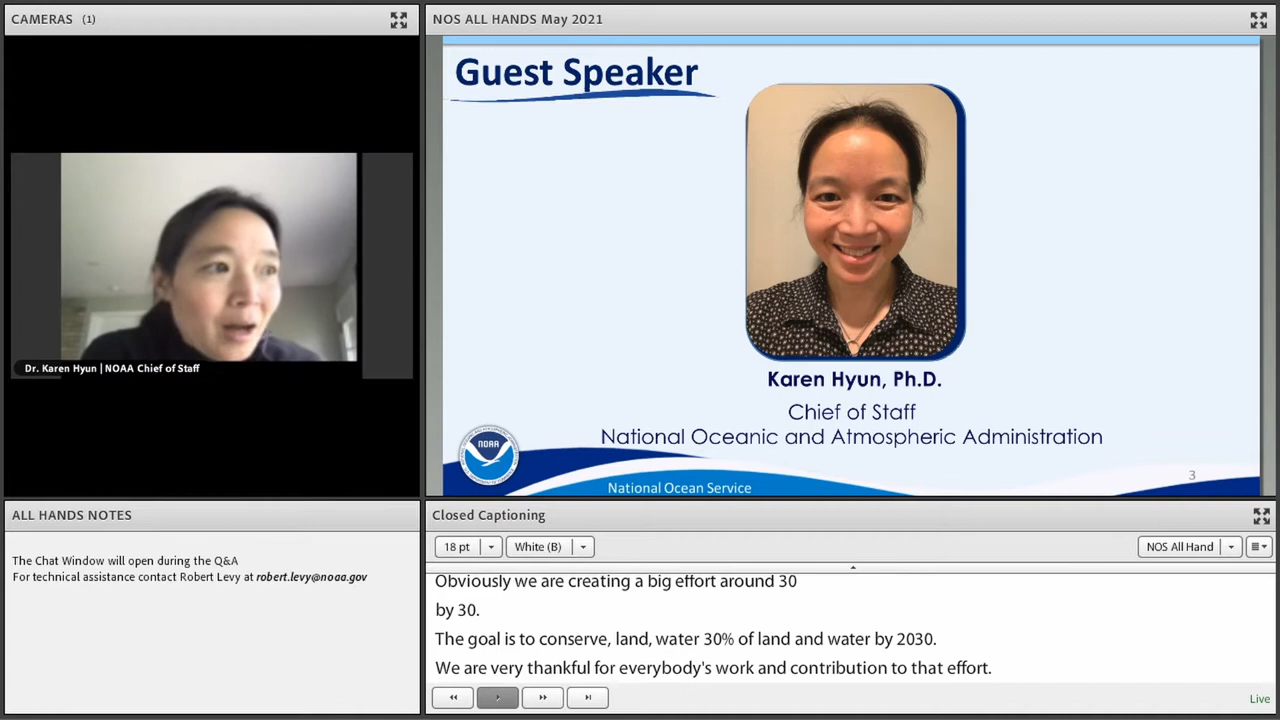 CAMERAS (1)
Dr. Karen Hyun | NOAA Chief of Staff
NOS ALL HANDS May 2021
Guest Speaker
Karen Hyun, Ph.D.
Chief of Staff
National Oceanic and Atmospheric Administration
NOAA
National Ocean Service
3
ALL HANDS NOTES
The Chat Window will open during the Q&A
For technical assistance contact Robert Levy at robert.levy@noaa.gov
Closed Captioning
18 pt
White (B)
NOS All Hand
Obviously we are creating a big effort around 30
by 30.
The goal is to conserve, land, water 30% of land and water by 2030.
We are very thankful for everybody's work and contribution to that effort.
Live